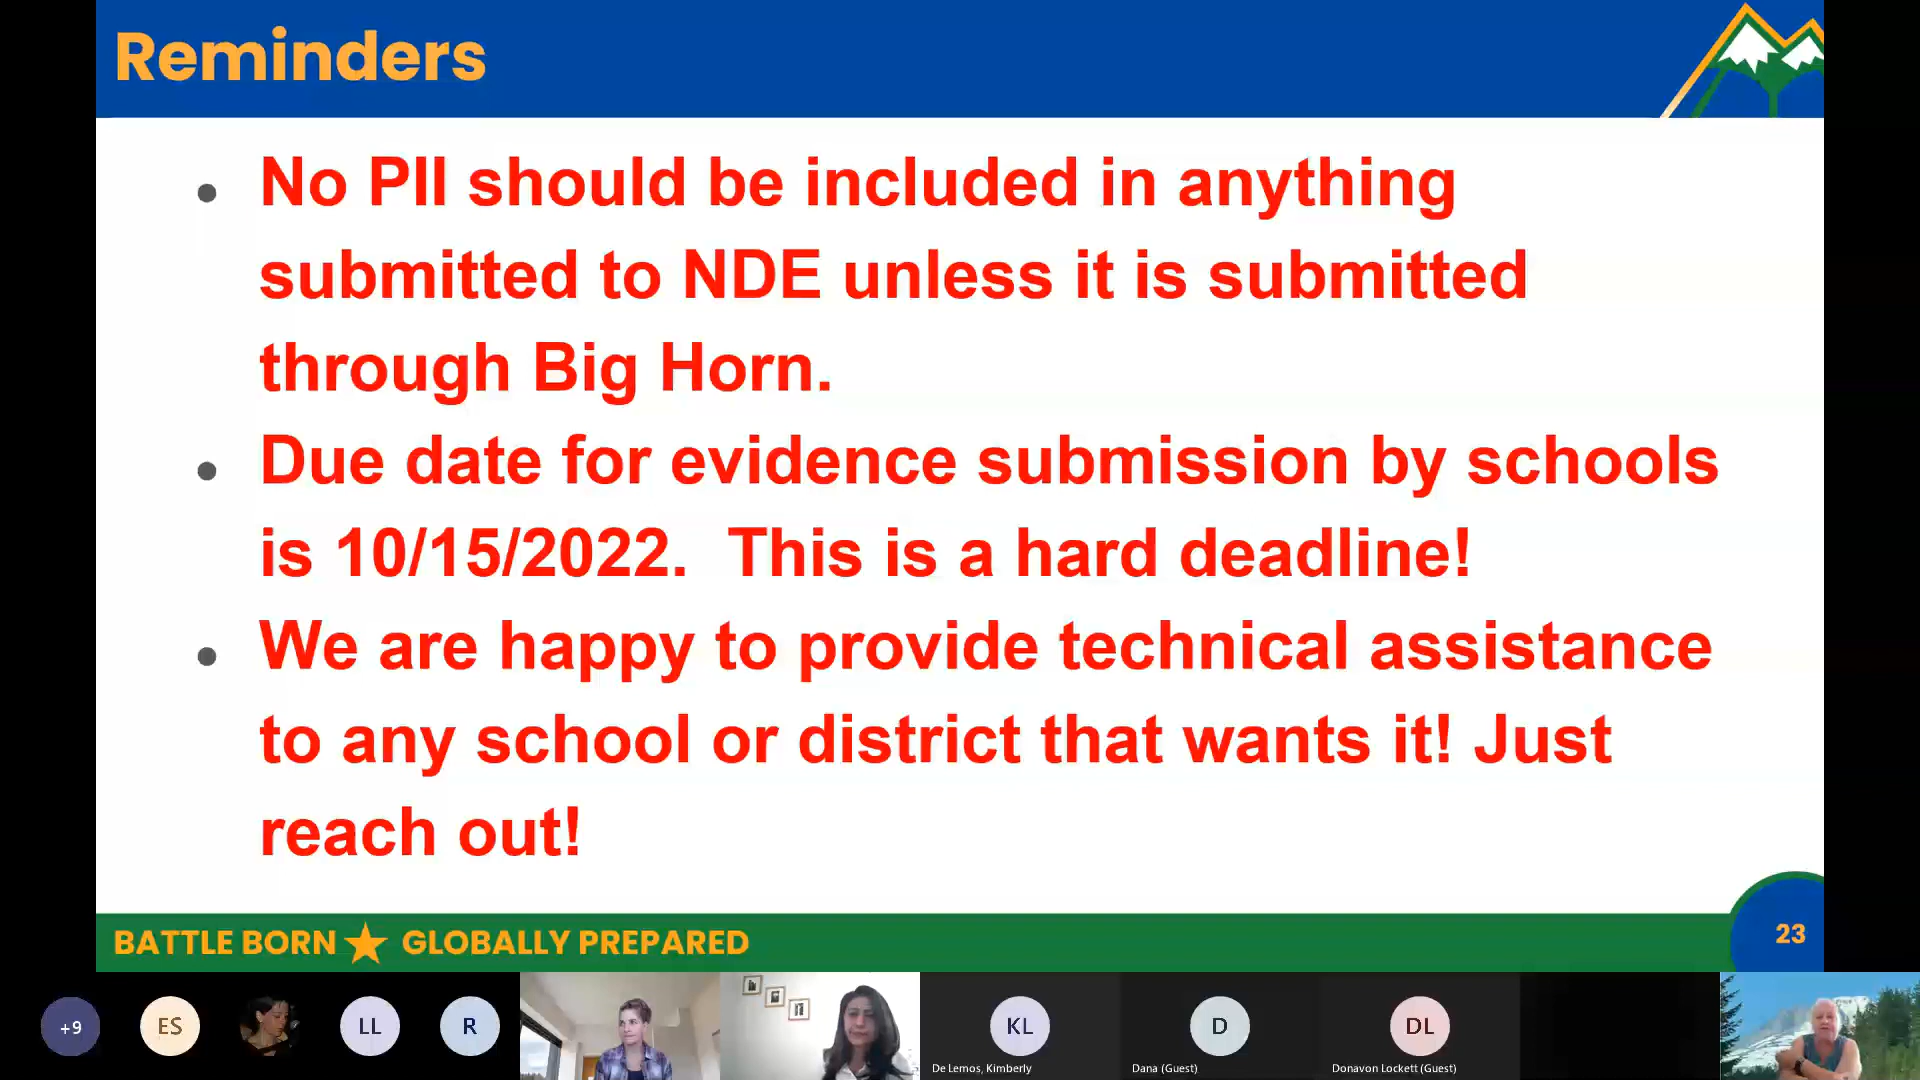 Reminders
No PII should be included in anything
submitted to NDE unless it is submitted
through Big Horn.
Due date for evidence submission by schools
is 10/15/2022.  This is a hard deadline!
We are happy to provide technical assistance
to any school or district that wants it! Just
reach out!
BATTLE BORN GLOBALLY PREPARED
23
+9
ES
LL
R
KL
D
DL
De Lemos, Kimberly
Dana (Guest)
Donavon Lockett (Guest)